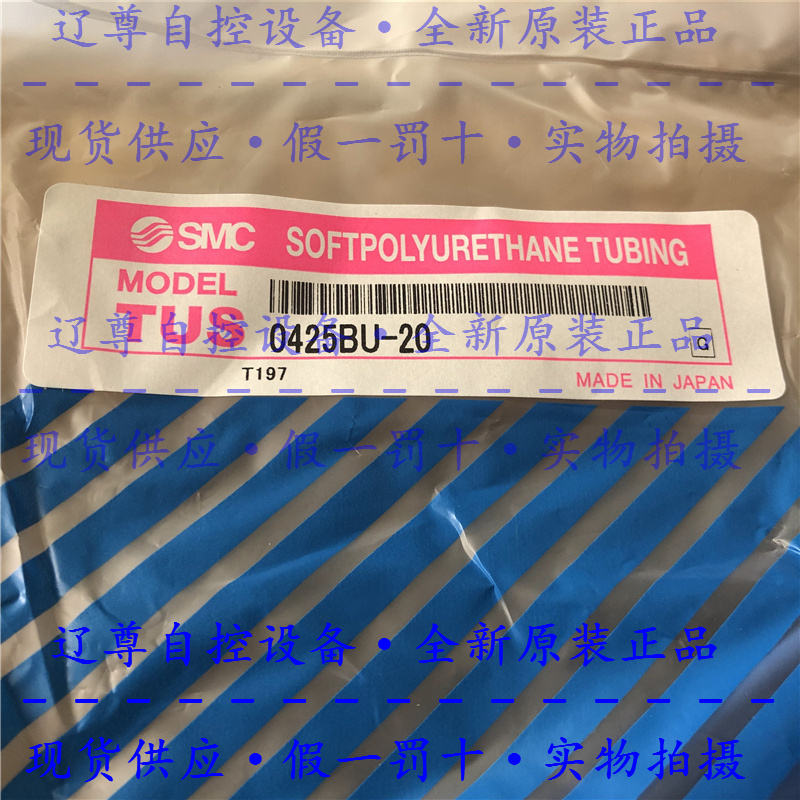 辽尊自控设备·全新原装正品
现货供应·假一罚十·实物拍摄
SMC SOFTPOLYURETHANE TUBING
MODEL
TUS 0425BU-20
G
T197 MADE IN JAPAN
辽尊自控设备·全新原装正品
现货供应·假一罚十·实物拍摄
辽尊自控设备·全新原装正品
现货供应·假一罚十·实物拍摄